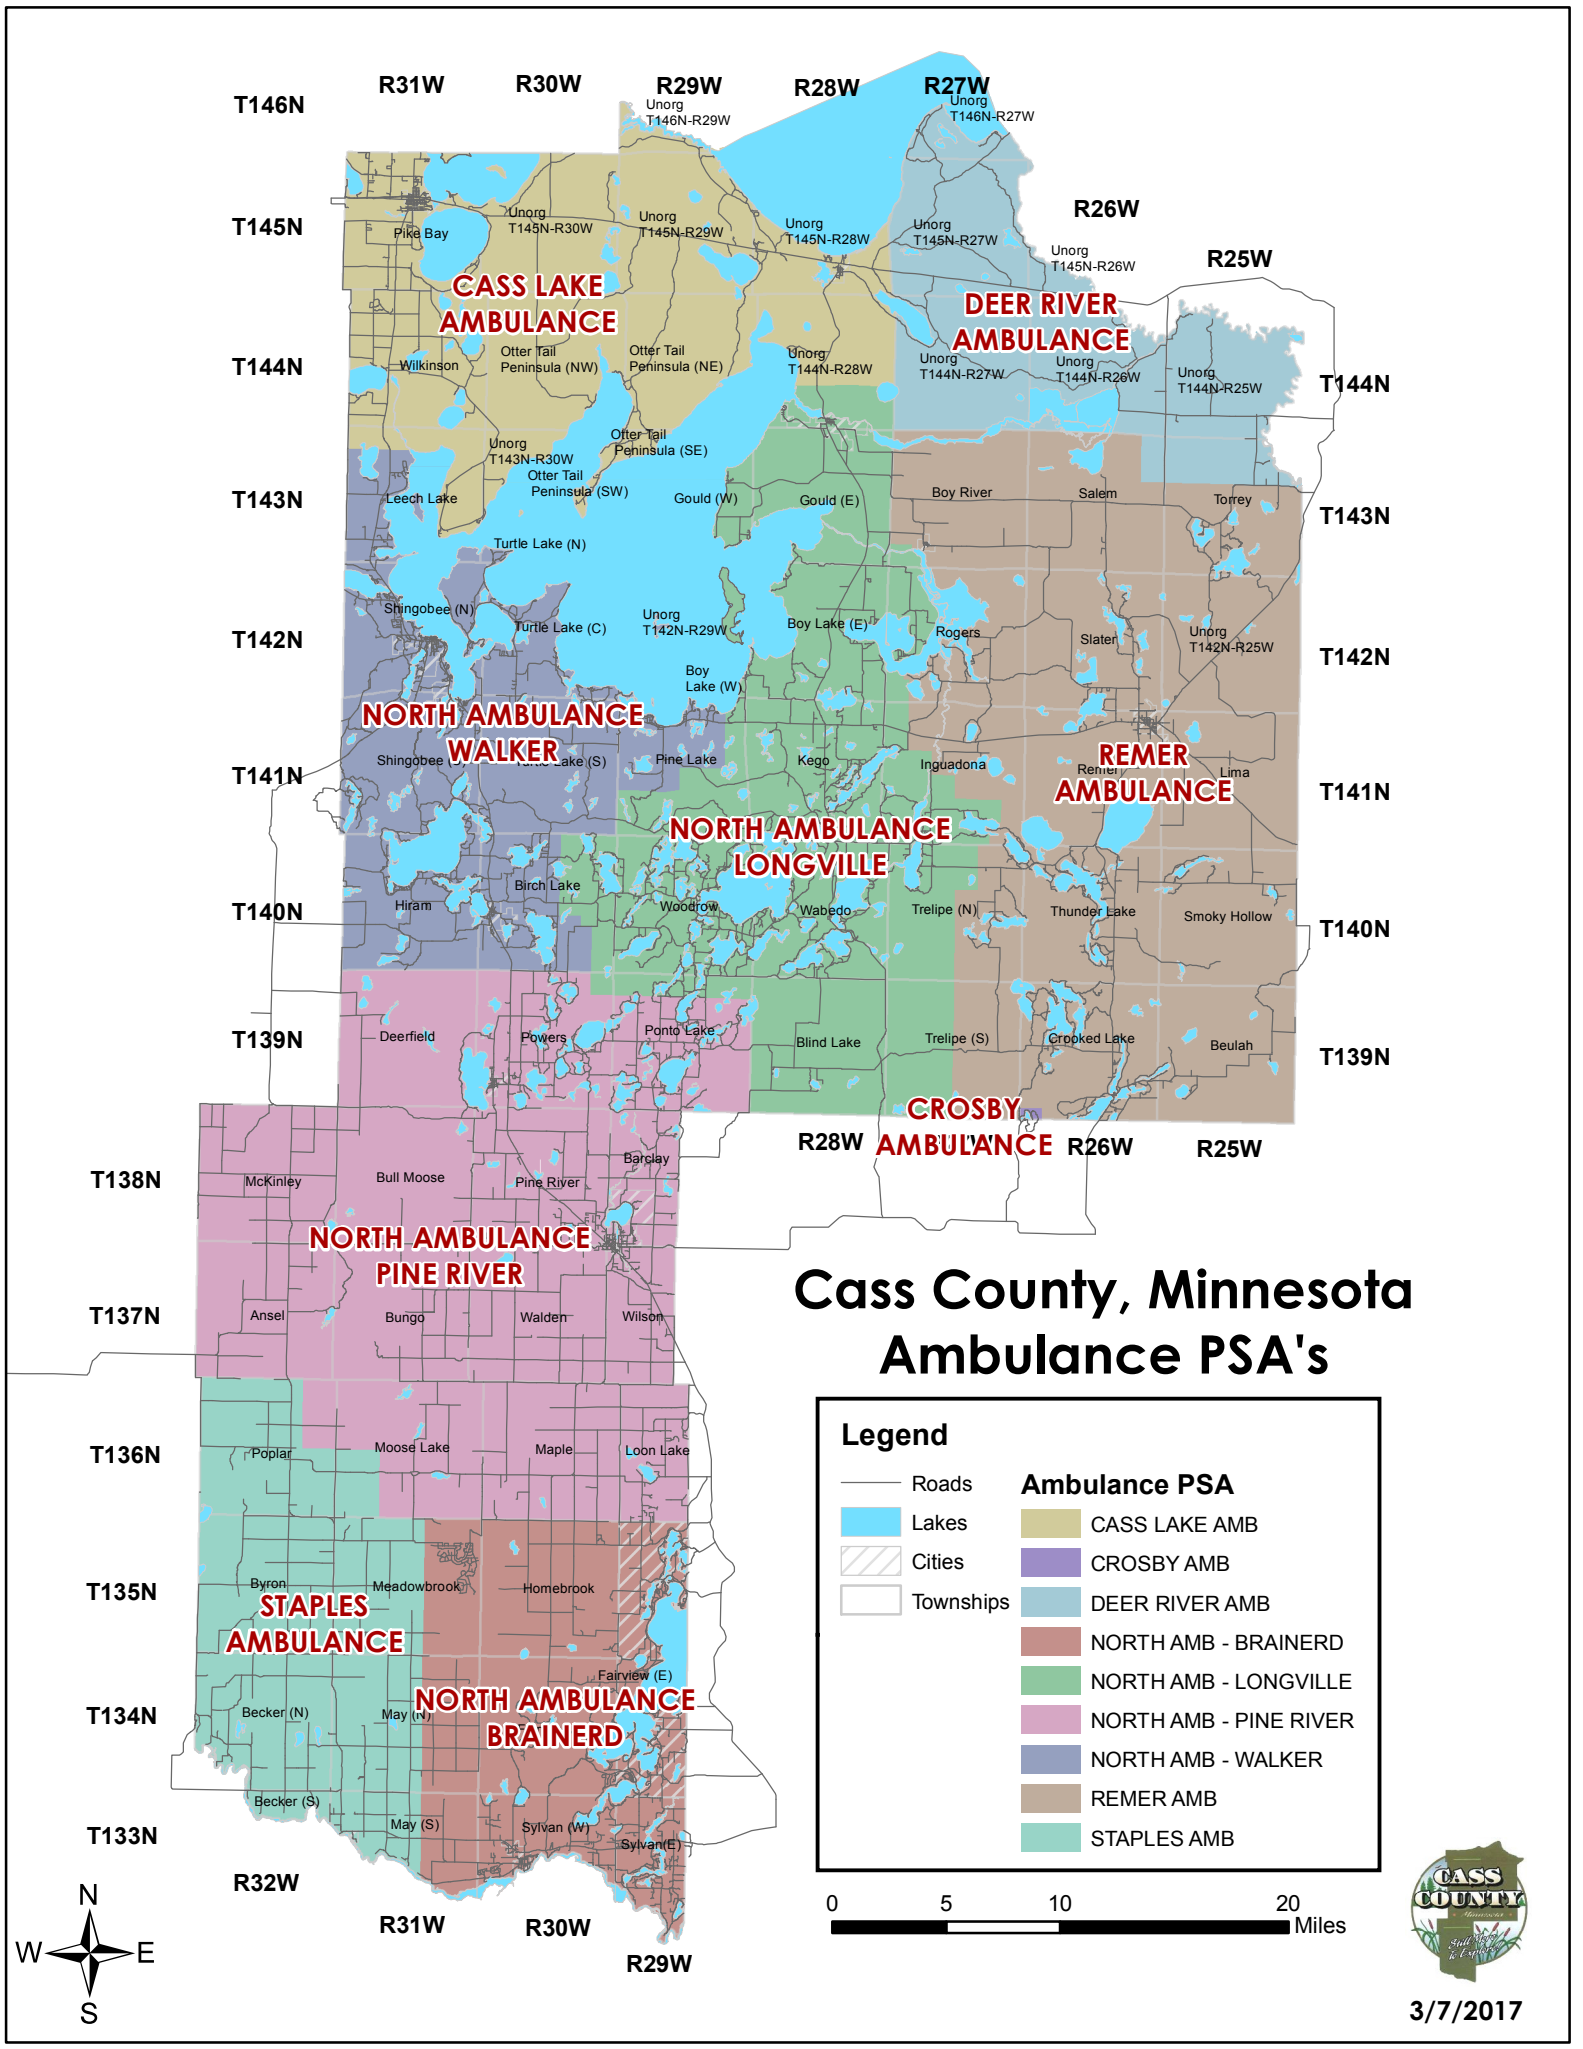 R31W
R30W
R29W
R28W
R27W
T146N
Unorg
T146N-R29W
Unorg
T146N-R27W
R26W
R25W
T145N
Pike Bay
Unorg
T145N-R30W
Unorg
T145N-R29W
Unorg
T145N-R28W
Unorg
T145N-R27W
Unorg
T145N-R26W
CASS LAKE
AMBULANCE
DEER RIVER
AMBULANCE
T144N
Wilkinson
Otter Tail
Peninsula (NW)
Otter Tail
Peninsula (NE)
Unorg
T144N-R28W
Unorg
T144N-R27W
Unorg
T144N-R26W
Unorg
T144N-R25W
T144N
Unorg
T143N-R30W
Otter Tail
Peninsula (SE)
Otter Tail
Peninsula (SW)
T143N
Leech Lake
Gould (W)
Gould (E)
Boy River
Salem
Torrey
T143N
Turtle Lake (N)
T142N
Shingobee (N)
Turtle Lake (C)
Unorg
T142N-R29W
Boy Lake (E)
Rogers
Slater
Unorg
T142N-R25W
T142N
Boy
Lake (W)
NORTH AMBULANCE
WALKER
T141N
Shingobee (S)
Turtle Lake (S)
Pine Lake
Kego
Inguadona
Remer
Lima
T141N
REMER
AMBULANCE
NORTH AMBULANCE
LONGVILLE
T140N
Hiram
Birch Lake
Woodrow
Wabedo
Trelipe (N)
Thunder Lake
Smoky Hollow
T140N
T139N
Deerfield
Powers
Ponto Lake
Blind Lake
Trelipe (S)
Crooked Lake
Beulah
T139N
CROSBY
AMBULANCE
R28W
R26W
R25W
T138N
McKinley
Bull Moose
Pine River
Barclay
NORTH AMBULANCE
PINE RIVER
T137N
Ansel
Bungo
Walden
Wilson
Cass County, Minnesota
Ambulance PSA's
T136N
Poplar
Moose Lake
Maple
Loon Lake
T135N
Byron
Meadowbrook
Homebrook
STAPLES
AMBULANCE
Fairview (E)
T134N
Becker (N)
May (N)
NORTH AMBULANCE
BRAINERD
Becker (S)
T133N
May (S)
Sylvan (W)
Sylvan(E)
R32W
R31W
R30W
R29W
Legend
Roads
Lakes
Cities
Townships
Ambulance PSA
CASS LAKE AMB
CROSBY AMB
DEER RIVER AMB
NORTH AMB - BRAINERD
NORTH AMB - LONGVILLE
NORTH AMB - PINE RIVER
NORTH AMB - WALKER
REMER AMB
STAPLES AMB
0 5 10 20
Miles
N
W E
S
CASS
COUNTY
Minnesota
3/7/2017